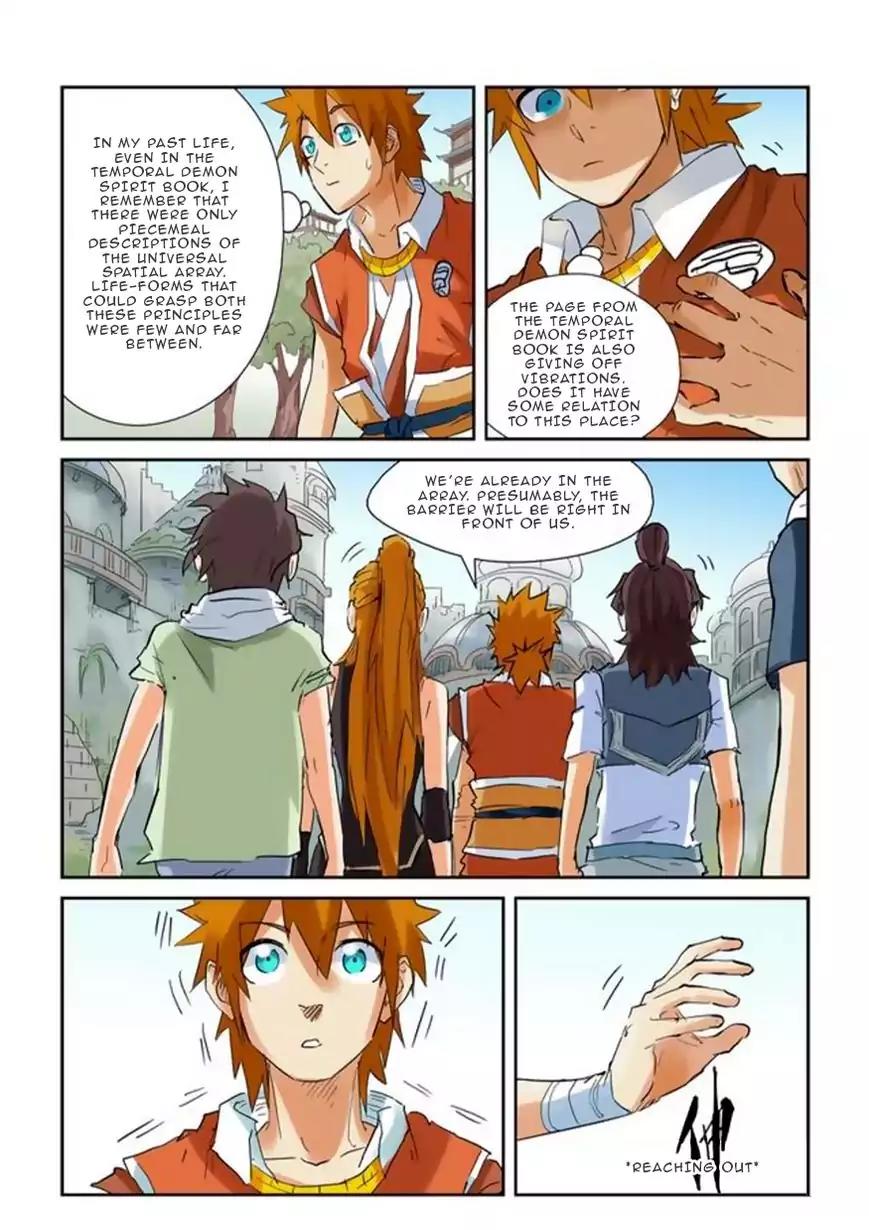 IN MY PAST LIFE,
EVEN IN THE
TEMPORAL DEMON
SPIRIT BOOK, I
REMEMBER THAT
THERE WERE ONLY
PIECEMEAL
DESCRIPTIONS OF
THE UNIVERSAL
SPATIAL ARRAY.
LIFE-FORMS THAT
COULD GRASP BOTH
THESE PRINCIPLES
WERE FEW AND FAR
BETWEEN.
THE PAGE FROM
THE TEMPORAL
DEMON SPIRIT
BOOK IS ALSO
GIVING OFF
VIBRATIONS.
DOES IT HAVE
SOME RELATION
TO THIS PLACE?
WE'RE ALREADY IN THE
ARRAY. PRESUMABLY, THE
BARRIER WILL BE RIGHT IN
FRONT OF US.
伸
*REACHING OUT*